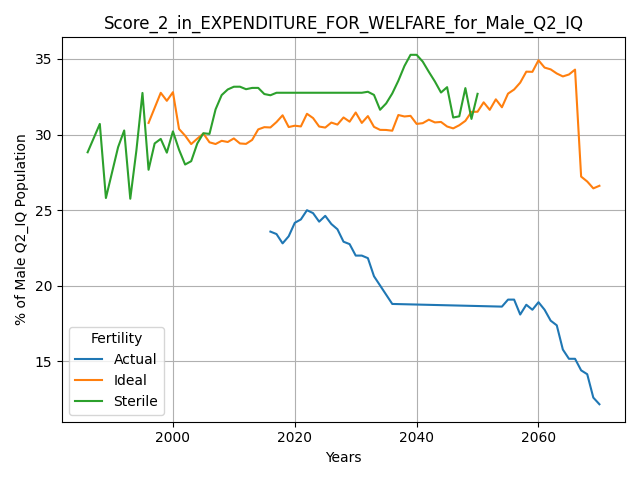 Score_2_in_EXPENDITURE_FOR_WELFARE_for_Male_Q2_IQ
% of Male Q2_IQ Population
35
30
25
20
15
Fertility
Actual
Ideal
Sterile
2000
2020
2040
2060
Years